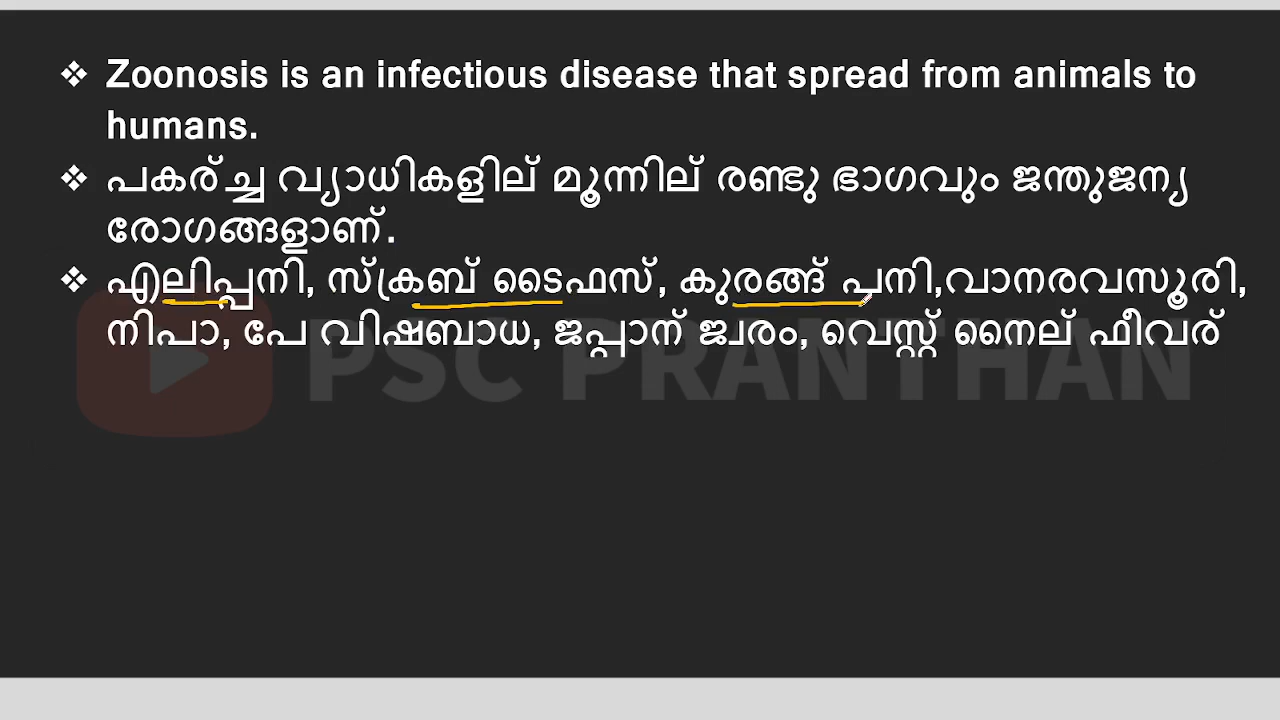 ❖ Zoonosis is an infectious disease that spread from animals to
humans.
❖ പകര്ച്ച വ്യാധികളില് മൂന്നില് രണ്ടു ഭാഗവും ജന്തുജന്യ
രോഗങ്ങളാണ്.
❖ എലിപ്പനി, സ്ക്രബ് ടൈഫസ്, കുരങ്ങ് പനി,വാനരവസൂരി,
നിപാ, പേ വിഷബാധ, ജപ്പാന് ജ്വരം, വെസ്റ്റ് നൈല് ഫീവര്
PSC PRANTHAN